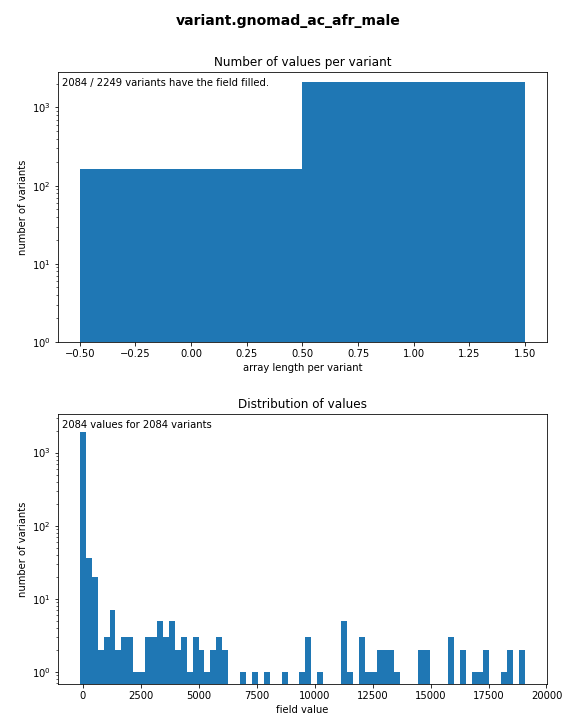 variant.gnomad_ac_afr_male
Number of values per variant
2084 / 2249 variants have the field filled.
number of variants
10³
10²
10¹
10⁰
−0.50 −0.25 0.00 0.25 0.50 0.75 1.00 1.25 1.50
array length per variant
Distribution of values
2084 values for 2084 variants
number of variants
10³
10²
10¹
10⁰
0 2500 5000 7500 10000 12500 15000 17500 20000
field value